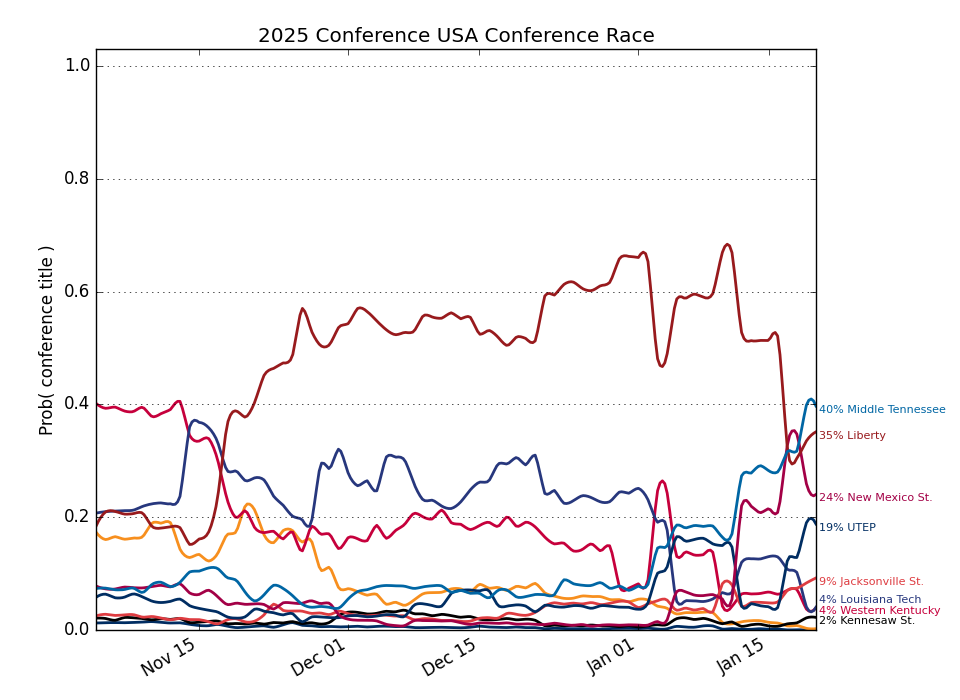 2025 Conference USA Conference Race
Prob( conference title )
1.0
0.8
0.6
0.4
0.2
0.0
Nov 15
Dec 01
Dec 15
Jan 01
Jan 15
40% Middle Tennessee
35% Liberty
24% New Mexico St.
19% UTEP
9% Jacksonville St.
4% Louisiana Tech
4% Western Kentucky
2% Kennesaw St.